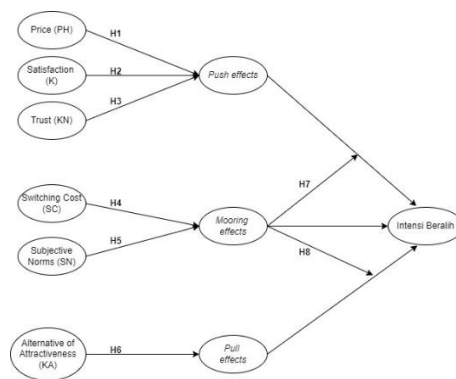 Price (PH)
H1
Satisfaction
(K)
H2
Push effects
H3
Trust (KN)
H7
Switching Cost
(SC)
H4
Mooring
effects
Intensi Beralih
H5
Subjective
Norms (SN)
H8
Alternative of
Attractiveness
(KA)
H6
Pull
effects